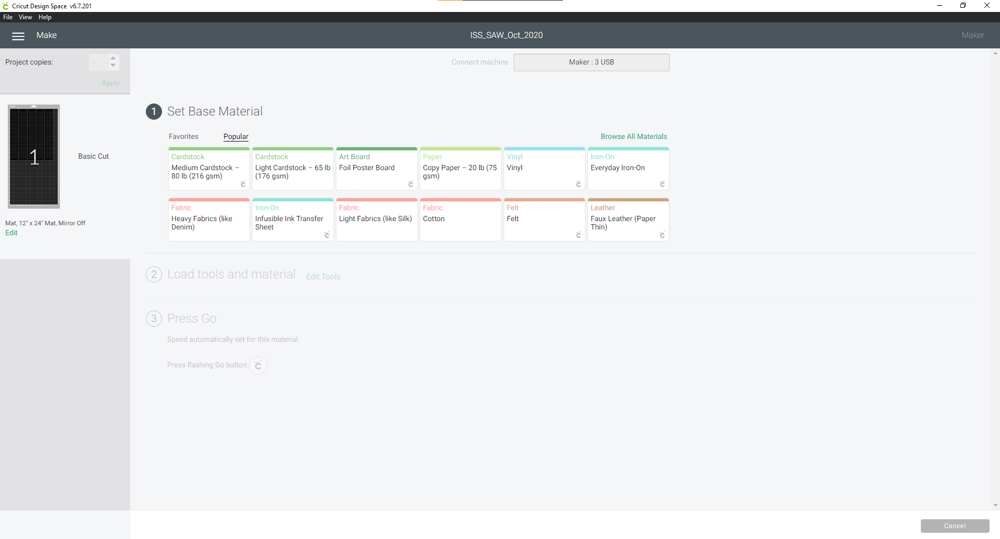 Cricut Design Space v6.7.201
File View Help
Make
ISS_SAW_Oct_2020
Maker
Project copies:
1
Apply
Connect machine
Maker : 3 USB
1
Basic Cut
Mat, 12" x 24" Mat, Mirror Off
Edit
1 Set Base Material
Favorites
Popular
Browse All Materials
Cardstock
Medium Cardstock –
80 lb (216 gsm)
Cardstock
Light Cardstock – 65 lb
(176 gsm)
Art Board
Foil Poster Board
Paper
Copy Paper – 20 lb (75
gsm)
Vinyl
Vinyl
Iron-On
Everyday Iron-On
Fabric
Heavy Fabrics (like
Denim)
Iron-On
Infusible Ink Transfer
Sheet
Fabric
Light Fabrics (like Silk)
Fabric
Cotton
Felt
Felt
Leather
Faux Leather (Paper
Thin)
2 Load tools and material Edit Tools
3 Press Go
Speed automatically set for this material.
Press flashing Go button.
Cancel